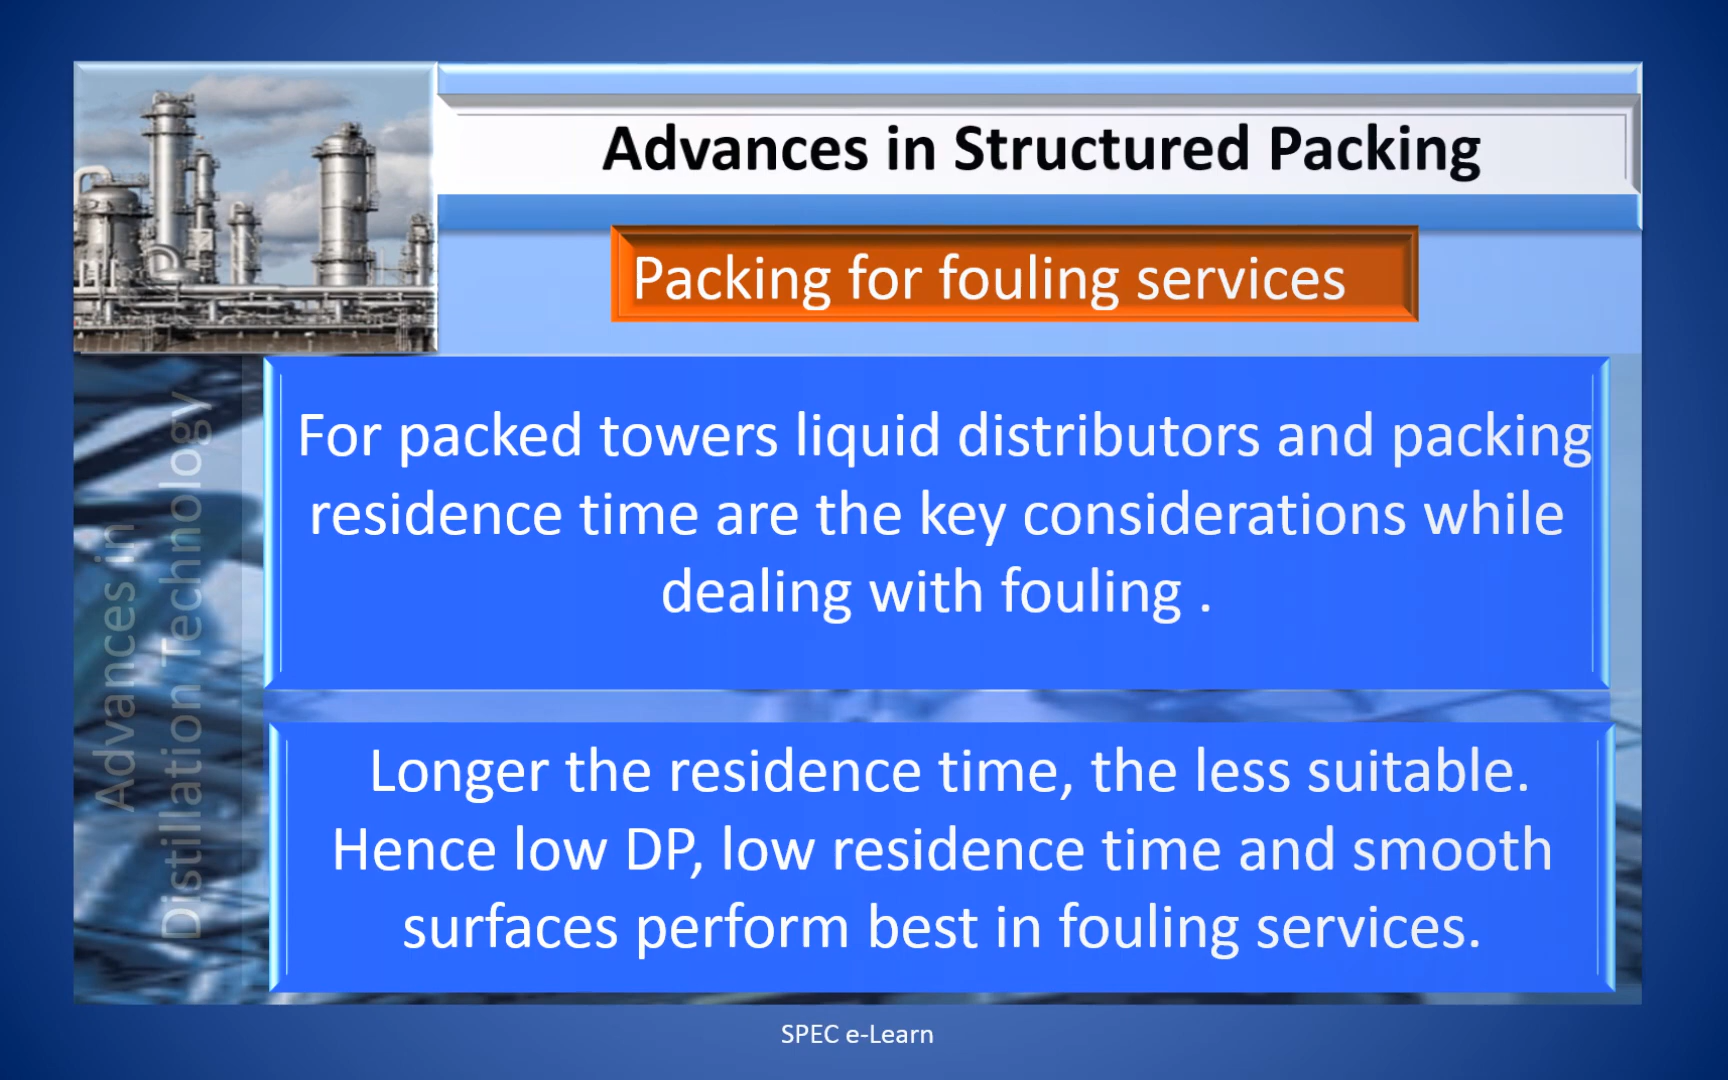 Advances in Structured Packing
Packing for fouling services
For packed towers liquid distributors and packing
residence time are the key considerations while
dealing with fouling .
Longer the residence time, the less suitable.
Hence low DP, low residence time and smooth
surfaces perform best in fouling services.
Advances in
Distillation Technology
SPEC e-Learn